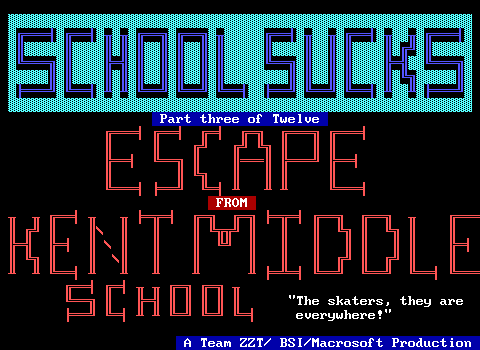 SCHOOL SUCKS
Part three of Twelve
ESCAPE
FROM
KENT MIDDLE
SCHOOL
"The skaters, they are
everywhere!"
A Team ZZT/ BSI/Macrosoft Production